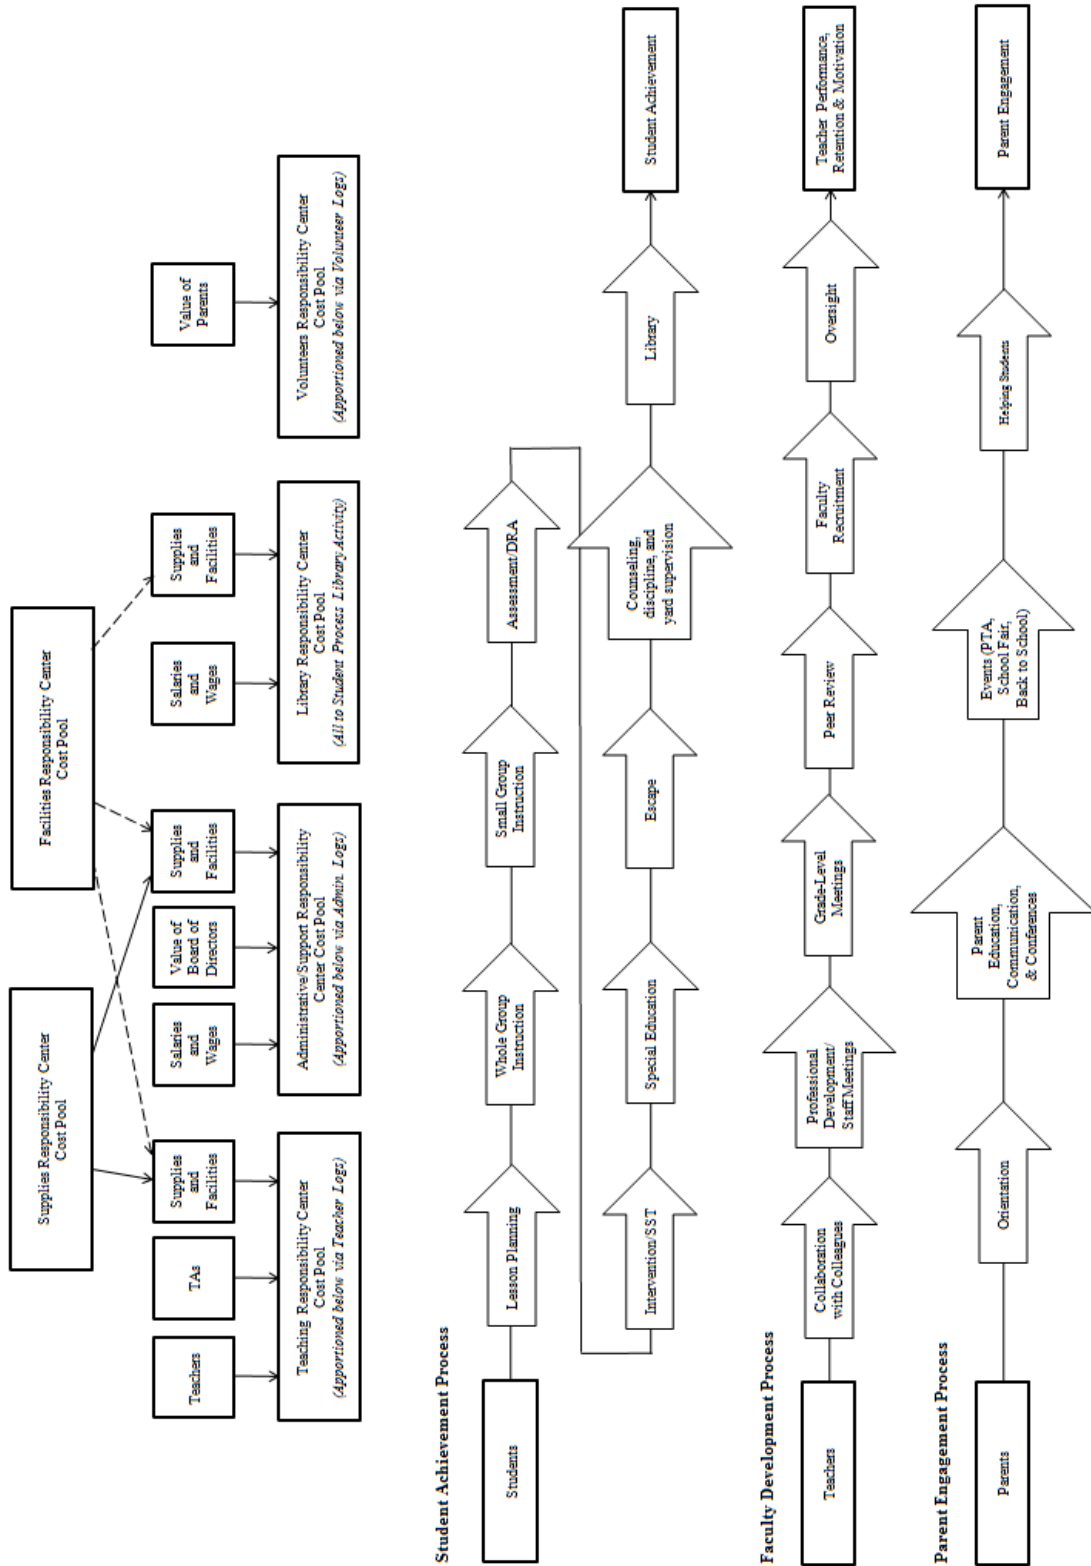 Supplies Responsibility Center
Cost Pool
Facilities Responsibility Center
Cost Pool
Teachers
TAs
Supplies
and
Facilities
Salaries
and
Wages
Value of
Board of
Directors
Supplies
and
Facilities
Salaries
and
Wages
Supplies
and
Facilities
Value of
Parents
Teaching Responsibility Center
Cost Pool
(Apportioned below via Teacher Logs)
Administrative/Support Responsibility
Center Cost Pool
(Apportioned below via Admin. Logs)
Library Responsibility Center
Cost Pool
(All to Student Process Library Activity)
Volunteers Responsibility Center
Cost Pool
(Apportioned below via Volunteer Logs)
Student Achievement Process
Students
Lesson Planning
Whole Group
Instruction
Small Group
Instruction
Assessment/DRA
Intervention/SST
Special Education
Escape
Counseling,
discipline, and
yard supervision
Library
Student Achievement
Faculty Development Process
Teachers
Collaboration
with Colleagues
Professional
Development/
Staff Meetings
Grade-Level
Meetings
Peer Review
Faculty
Recruitment
Oversight
Teacher Performance,
Retention & Motivation
Parent Engagement Process
Parents
Orientation
Parent
Education,
Communication,
& Conferences
Events (PTA,
School Fair,
Back to School)
Helping Students
Parent Engagement